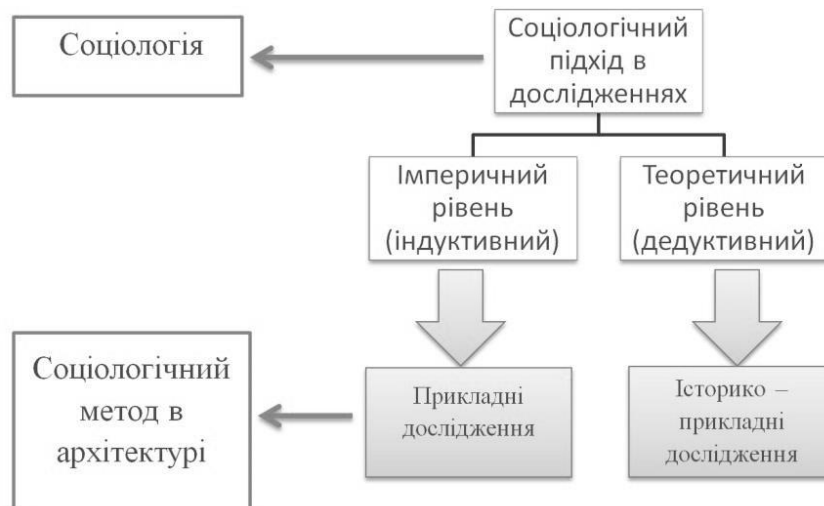 Соціологія
Соціологічний
підхід в
дослідженнях
Імперичний
рівень
(індуктивний)
Теоретичний
рівень
(дедуктивний)
Соціологічний
метод в
архітектурі
Прикладні
дослідження
Історико –
прикладні
дослідження